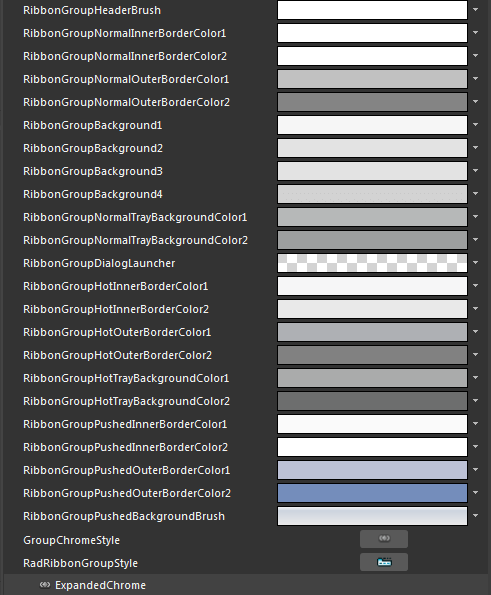 RibbonGroupHeaderBrush
RibbonGroupNormalInnerBorderColor1
RibbonGroupNormalInnerBorderColor2
RibbonGroupNormalOuterBorderColor1
RibbonGroupNormalOuterBorderColor2
RibbonGroupBackground1
RibbonGroupBackground2
RibbonGroupBackground3
RibbonGroupBackground4
RibbonGroupNormalTrayBackgroundColor1
RibbonGroupNormalTrayBackgroundColor2
RibbonGroupDialogLauncher
RibbonGroupHotInnerBorderColor1
RibbonGroupHotInnerBorderColor2
RibbonGroupHotOuterBorderColor1
RibbonGroupHotOuterBorderColor2
RibbonGroupHotTrayBackgroundColor1
RibbonGroupHotTrayBackgroundColor2
RibbonGroupPushedInnerBorderColor1
RibbonGroupPushedInnerBorderColor2
RibbonGroupPushedOuterBorderColor1
RibbonGroupPushedOuterBorderColor2
RibbonGroupPushedBackgroundBrush
GroupChromeStyle
RadRibbonGroupStyle
ExpandedChrome